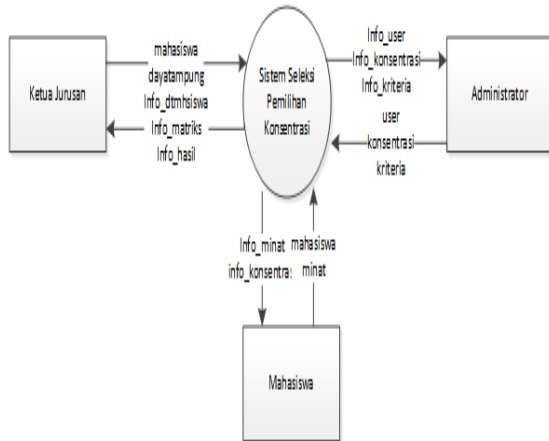 Ketua Jurusan
mahasiswa
dayatampung
Info_dtmhsiswa
Info_matriks
Info_hasil
Sistem Seleksi
Pemilihan
Konsentrasi
Info_user
Info_konsentrasi
Info_kriteria
user
konsentrasi
kriteria
Administrator
Info_minat
info_konsentras
mahasiswa
minat
Mahasiswa